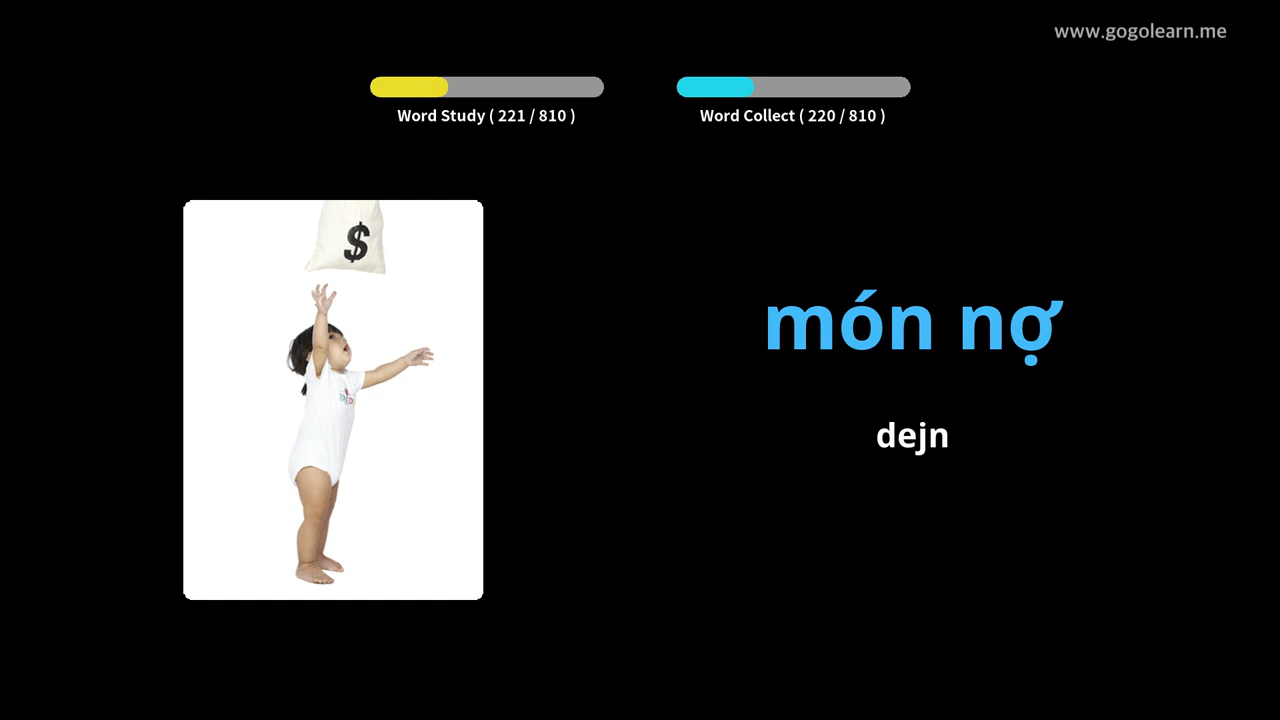 www.gogolearn.me
Word Study ( 221 / 810 )
Word Collect ( 220 / 810 )
$
món nợ
dejn